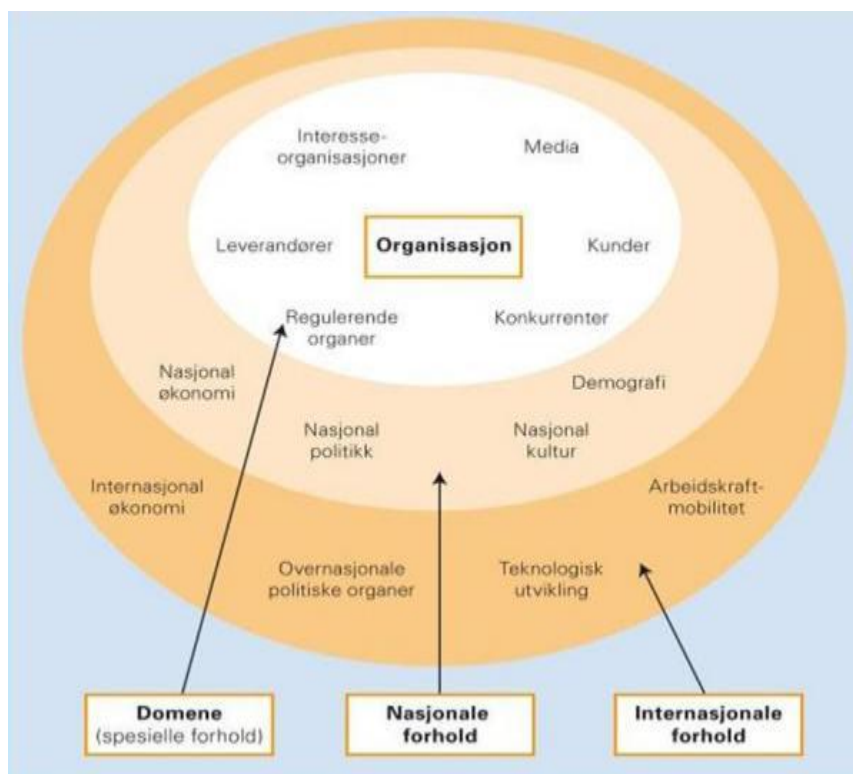 Interesse-
organisasjoner
Media
Leverandører
Organisasjon
Kunder
Regulerende
organer
Konkurrenter
Nasjonal
økonomi
Demografi
Nasjonal
politikk
Nasjonal
kultur
Internasjonal
økonomi
Arbeidskraft-
mobilitet
Overnasjonale
politiske organer
Teknologisk
utvikling
Domene
(spesielle forhold)
Nasjonale
forhold
Internasjonale
forhold